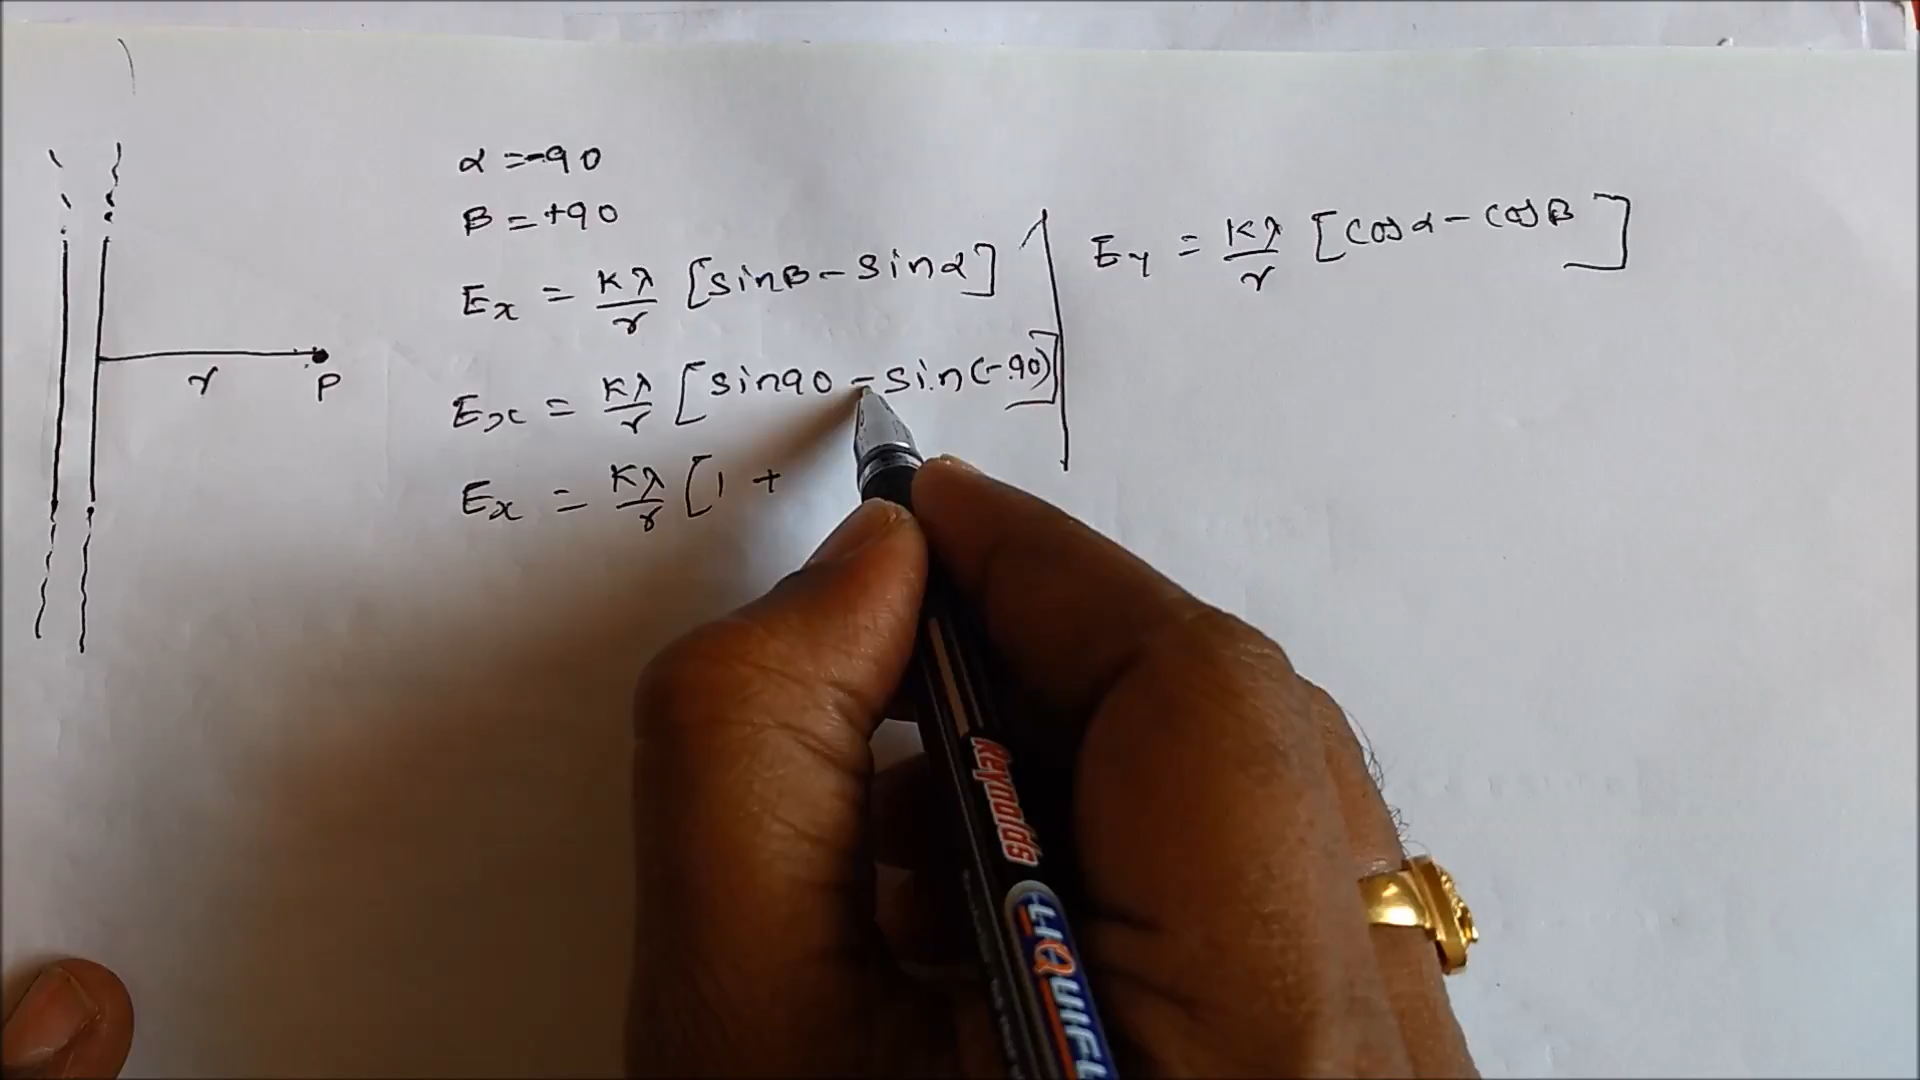 α = -90
β = +90
Ex = Kλ/r [sinβ - sinα]
Ex = Kλ/r [sin90 - sin(-90)]
Ex = Kλ/r [1 +
Ey = Kλ/r [cosα - cosβ]
r
P
Reynolds
LIQUIFL